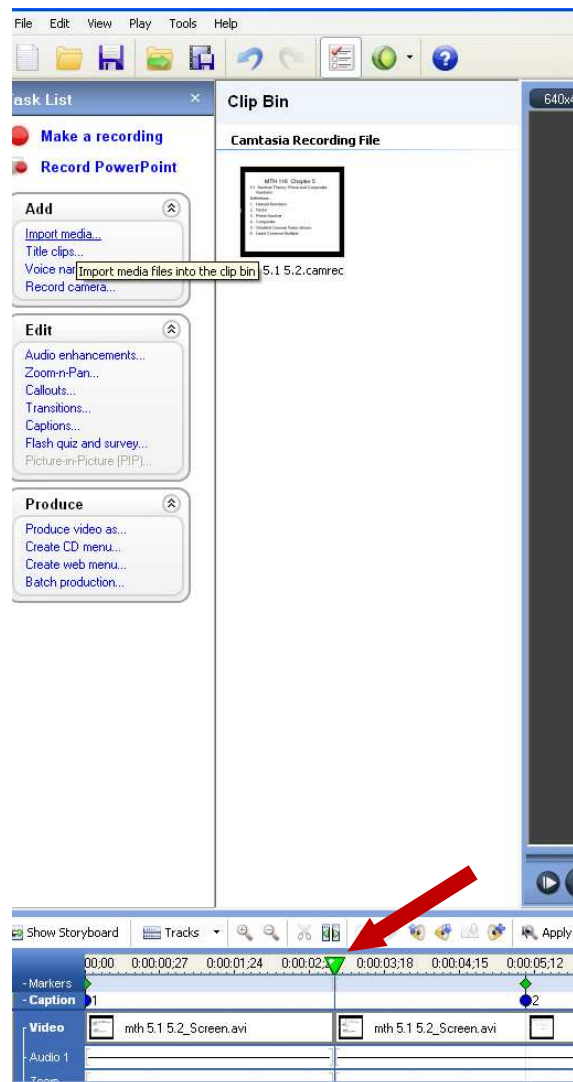 File Edit View Play Tools Help
ask List ×
Clip Bin
640x4
Make a recording
Record PowerPoint
Camtasia Recording File
MTH 116 Chapter 5
5.1 5.2.camrec
Add
Import media...
Title clips...
Voice nar
Import media files into the clip bin
Record camera...
Edit
Audio enhancements...
Zoom-n-Pan...
Callouts...
Transitions...
Captions...
Flash quiz and survey...
Picture-in-Picture (PIP)...
Produce
Produce video as...
Create CD menu...
Create web menu...
Batch production...
Show Storyboard Tracks Apply
00;00 0:00:00;27 0:00:01;24 0:00:02;2 0:00:03;18 0:00:04;15 0:00:05;12
- Markers
- Caption 1 2
Video mth 5.1 5.2_Screen.avi mth 5.1 5.2_Screen.avi
Audio 1
Zoom